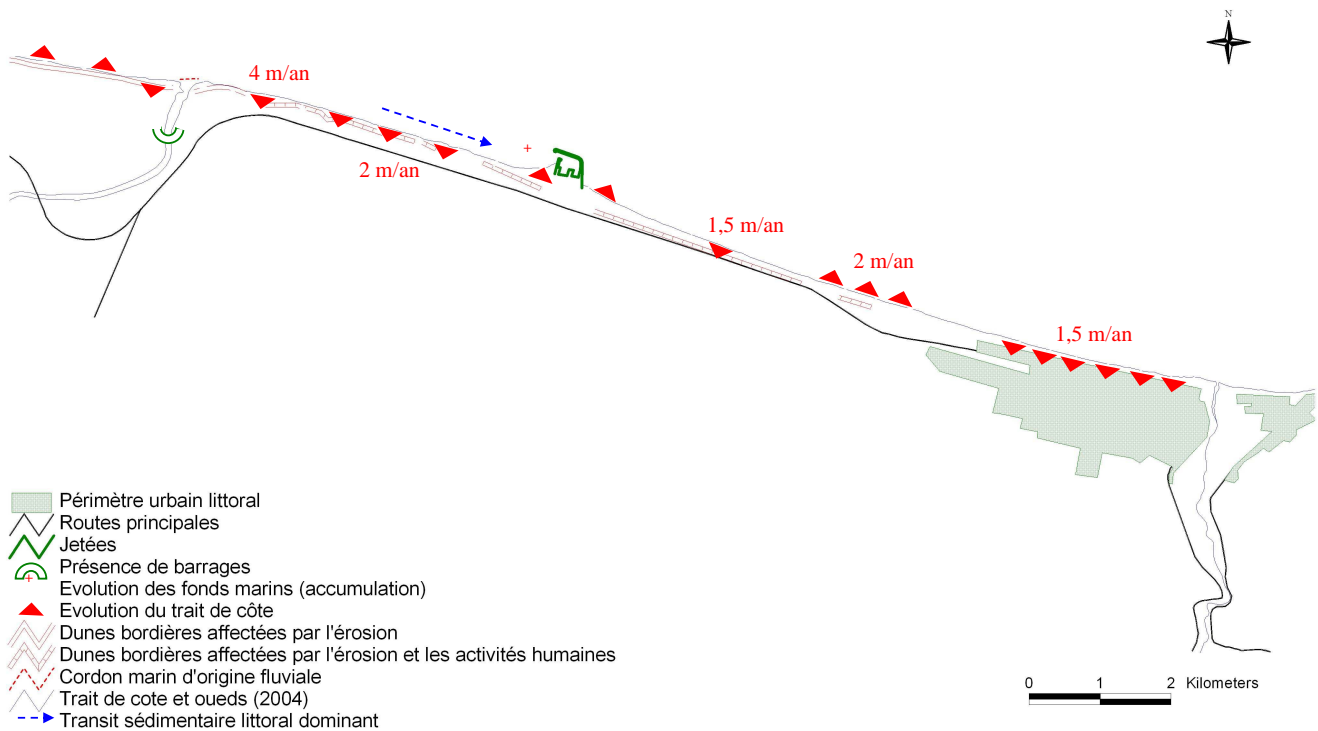 N
4 m/an
2 m/an
1,5 m/an
2 m/an
1,5 m/an
Périmètre urbain littoral
Routes principales
Jetées
Présence de barrages
Evolution des fonds marins (accumulation)
Evolution du trait de côte
Dunes bordières affectées par l'érosion
Dunes bordières affectées par l'érosion et les activités humaines
Cordon marin d'origine fluviale
Trait de cote et oueds (2004)
Transit sédimentaire littoral dominant
0 1 2 Kilometers